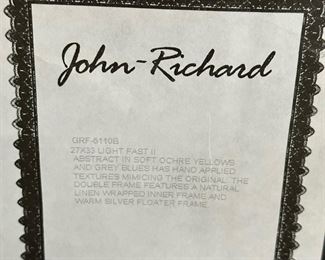 John-Richard
GRF-5110B
27X33 LIGHT FAST II
ABSTRACT IN SOFT OCHRE YELLOWS
AND GREY BLUES HAS HAND APPLIED
TEXTURES MIMICING THE ORIGINAL. THE
DOUBLE FRAME FEATURES A NATURAL
LINEN WRAPPED INNER FRAME AND
WARM SILVER FLOATER FRAME